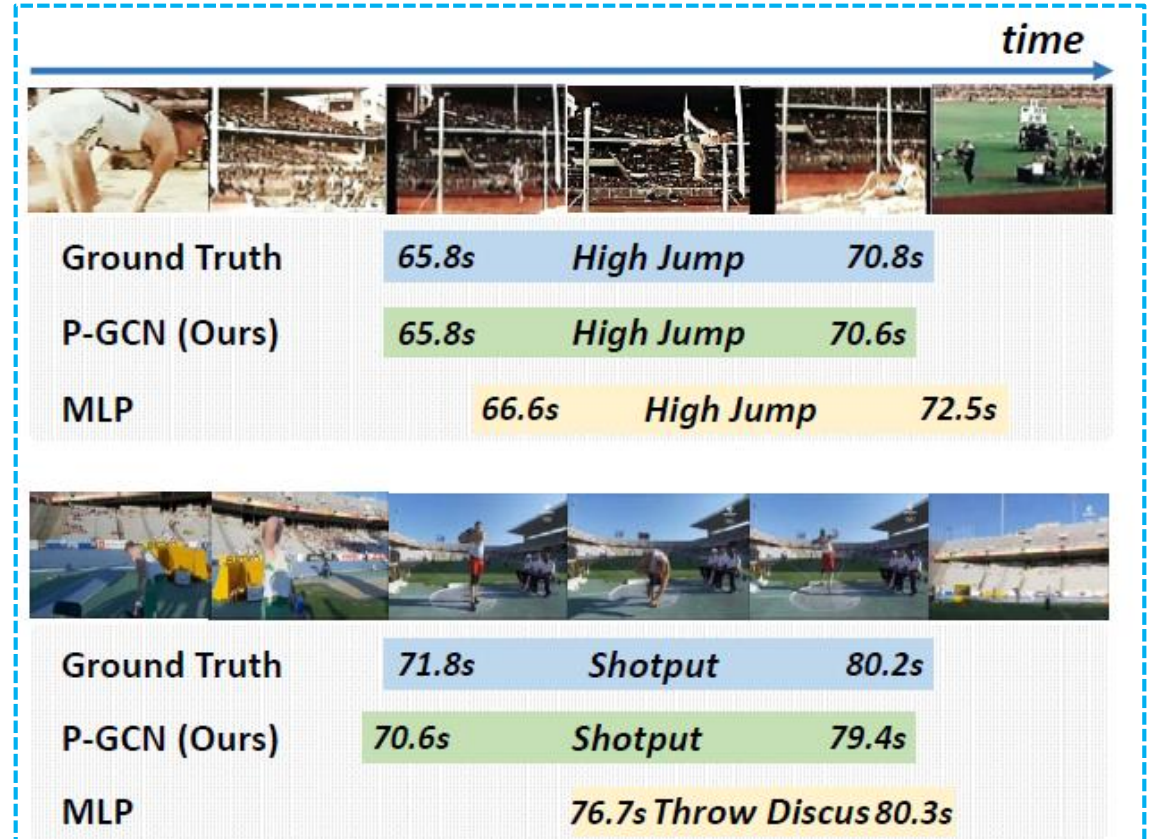 time
Ground Truth 65.8s High Jump 70.8s
P-GCN (Ours) 65.8s High Jump 70.6s
MLP 66.6s High Jump 72.5s
Ground Truth 71.8s Shotput 80.2s
P-GCN (Ours) 70.6s Shotput 79.4s
MLP 76.7s Throw Discus 80.3s